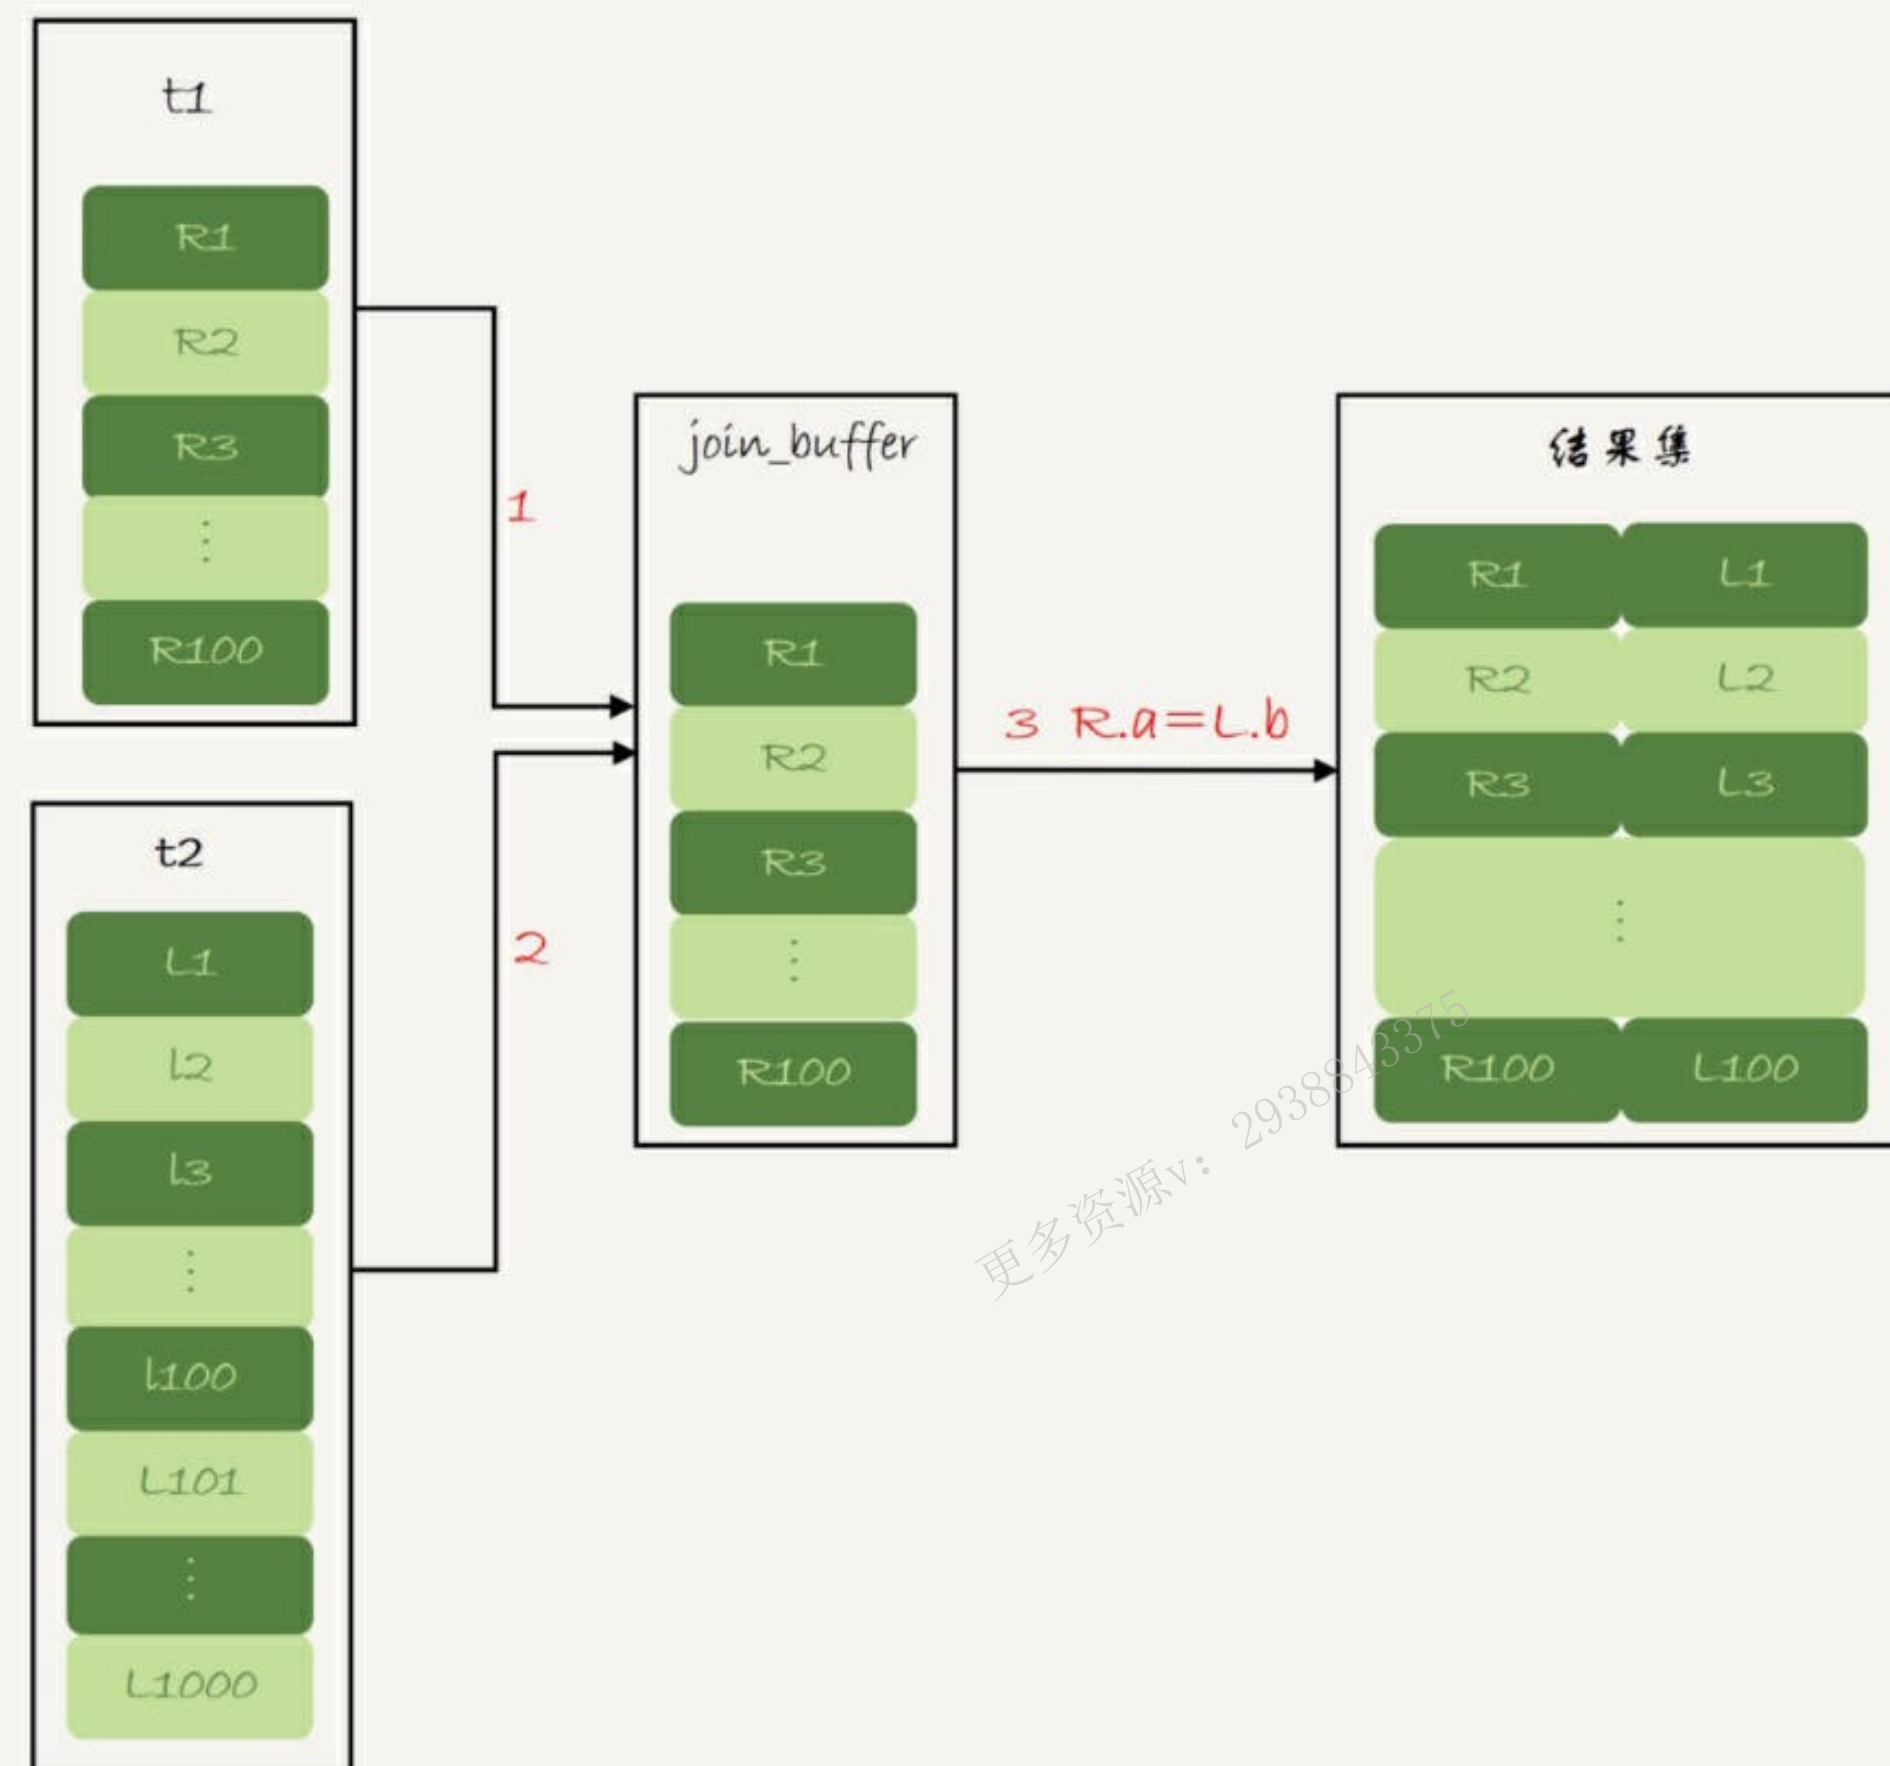 t1
R1
R2
R3
⋮
R100
1
t2
L1
l2
l3
⋮
l100
L101
⋮
L1000
2
join_buffer
R1
R2
R3
⋮
R100
3 R.a=L.b
结果集
R1 L1
R2 L2
R3 L3
⋮
R100 L100
更多资源v：2938843375